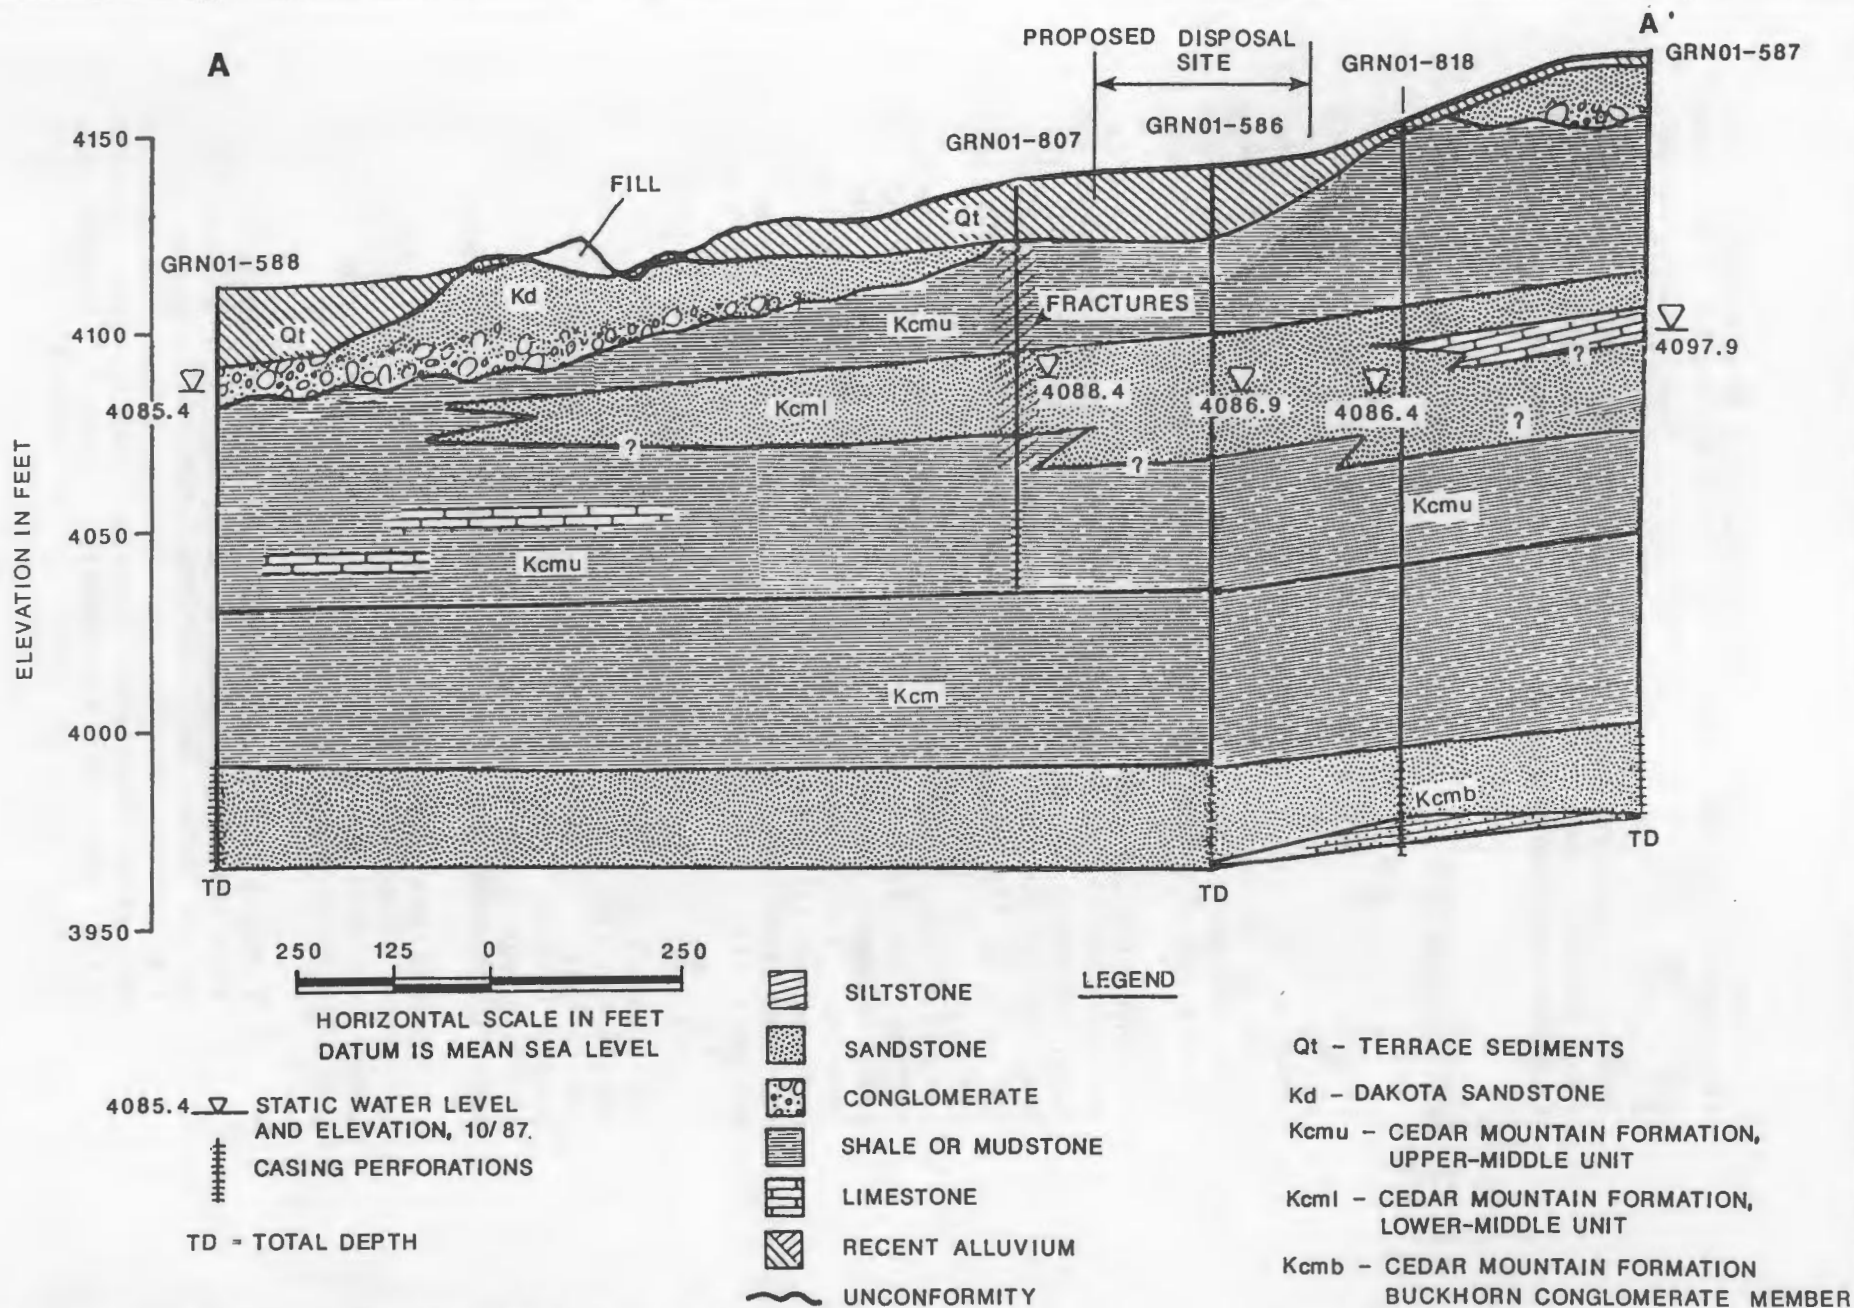 A
A'
PROPOSED DISPOSAL
SITE
GRN01-818
GRN01-587
GRN01-586
GRN01-807
4150
FILL
Qt
GRN01-588
Kd
FRACTURES
Kcmu
Qt
4100
4097.9
?
4088.4
4086.9
4086.4
4085.4
Kcml
?
?
?
ELEVATION IN FEET
Kcmu
4050
Kcmu
Kcm
4000
Kcmb
TD
TD
TD
3950
250 125 0 250
HORIZONTAL SCALE IN FEET
DATUM IS MEAN SEA LEVEL
4085.4 STATIC WATER LEVEL
AND ELEVATION, 10/87.
CASING PERFORATIONS
TD = TOTAL DEPTH
LEGEND
SILTSTONE
SANDSTONE
CONGLOMERATE
SHALE OR MUDSTONE
LIMESTONE
RECENT ALLUVIUM
UNCONFORMITY
Qt - TERRACE SEDIMENTS
Kd - DAKOTA SANDSTONE
Kcmu - CEDAR MOUNTAIN FORMATION,
UPPER-MIDDLE UNIT
Kcml - CEDAR MOUNTAIN FORMATION,
LOWER-MIDDLE UNIT
Kcmb - CEDAR MOUNTAIN FORMATION
BUCKHORN CONGLOMERATE MEMBER